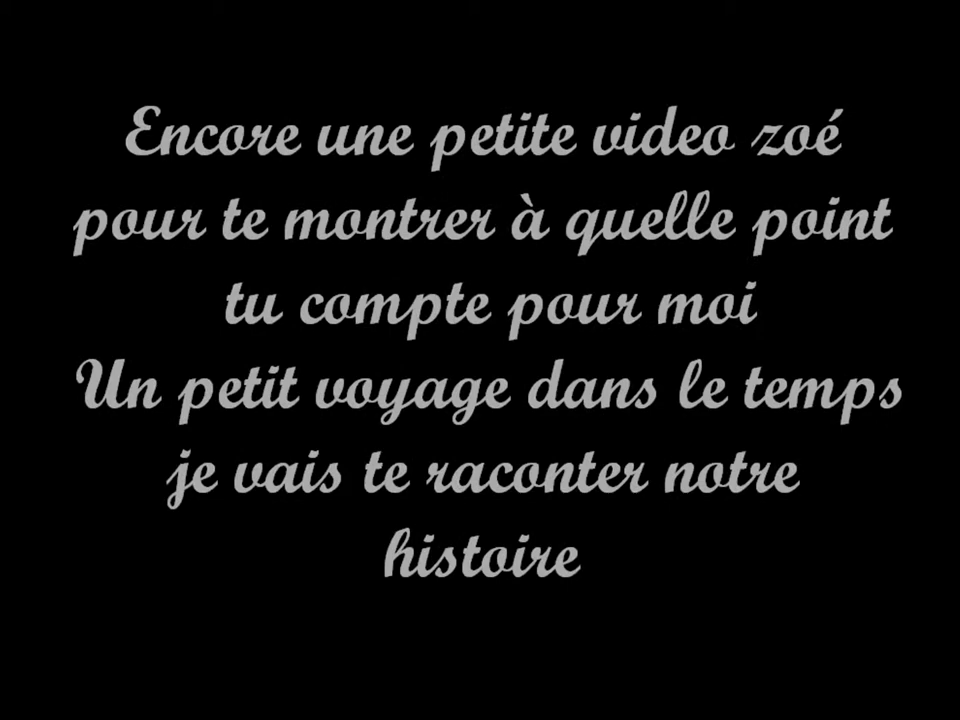 Encore une petite video zoé
pour te montrer à quelle point
tu compte pour moi
Un petit voyage dans le temps
je vais te raconter notre
histoire